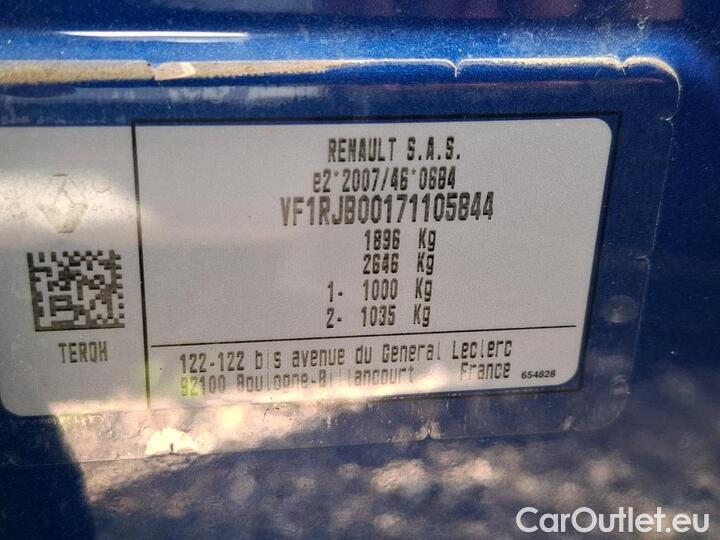 RENAULT S.A.S.
e2*2007/46*0684
VF1RJB00171105844
1896 Kg
2646 Kg
1- 1000 Kg
2- 1035 Kg
TEROH
122-122 bis avenue du General Leclerc
92100 Boulogne-Billancourt France
654828
CarOutlet.eu